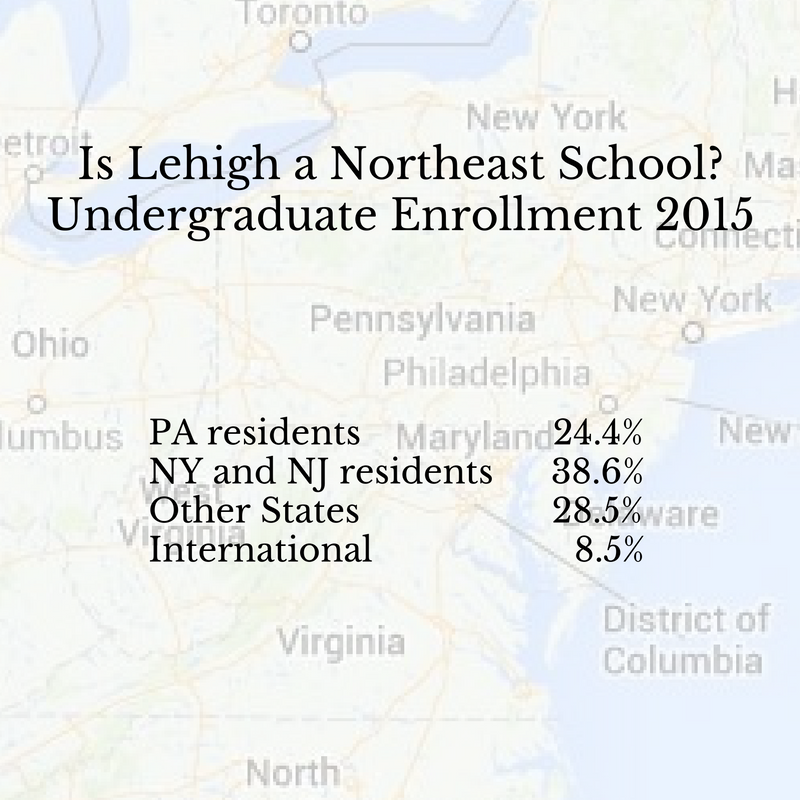 Toronto
New York
H
etroit
Is Lehigh a Northeast School?
Ma
Undergraduate Enrollment 2015
Connecti
New York
Pennsylvania
Ohio
Philadelphia
PA residents 24.4%
lumbus
Maryland
New
NY and NJ residents 38.6%
West
Virginia
Other States 28.5%
Delaware
International 8.5%
District of
Columbia
Virginia
North